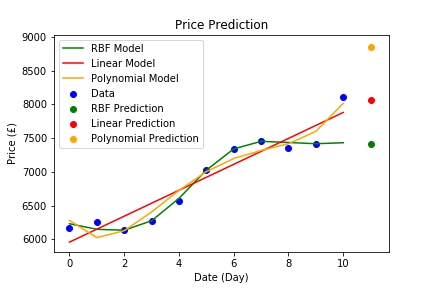 Price Prediction
RBF Model
Linear Model
Polynomial Model
Data
RBF Prediction
Linear Prediction
Polynomial Prediction
9000
8500
8000
7500
7000
6500
6000
Price (£)
0 2 4 6 8 10
Date (Day)